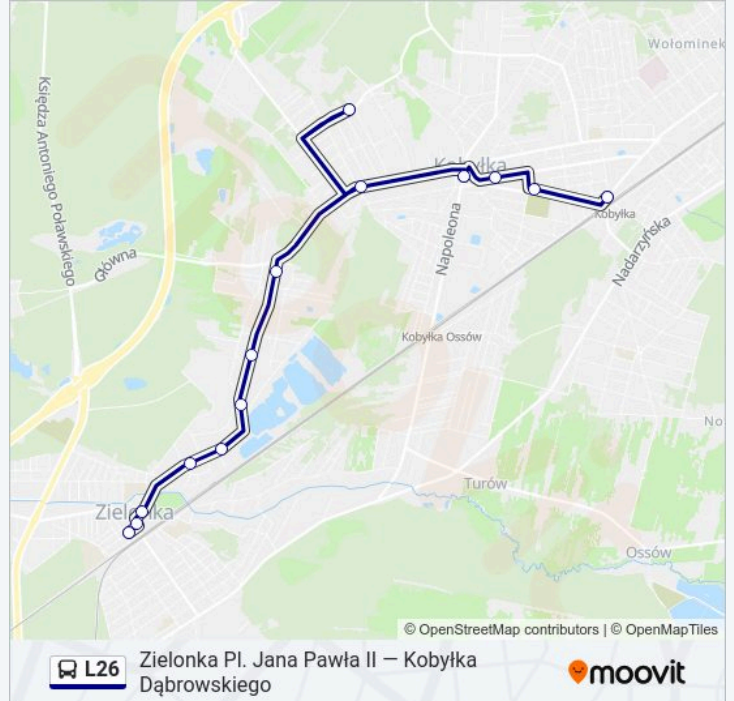 Wołominek
Księdza Antoniego Poławskiego
Kobyłka
Kobyłka
Główna
Napoleona
Nadarzyńska
Kobyłka Ossów
No
Turów
Zielonka
Ossów
© OpenStreetMap contributors | © OpenMapTiles
L26
Zielonka Pl. Jana Pawła II — Kobyłka
Dąbrowskiego
moovit